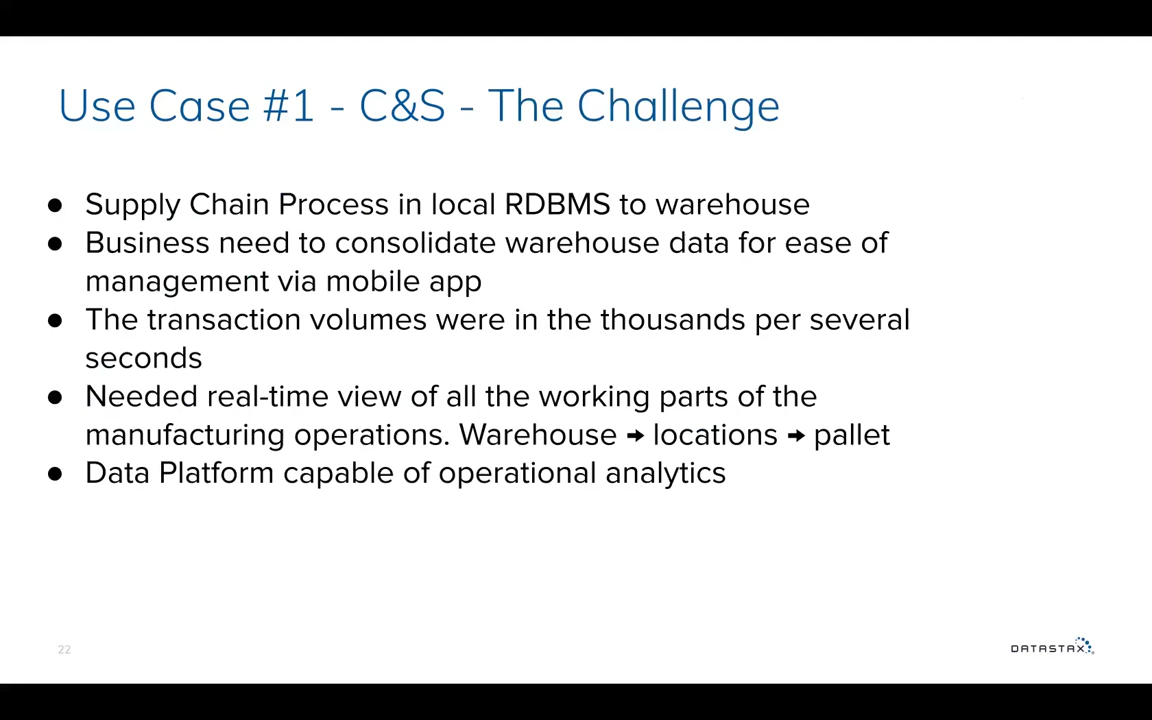 Use Case #1 - C&S - The Challenge
● Supply Chain Process in local RDBMS to warehouse
● Business need to consolidate warehouse data for ease of
management via mobile app
● The transaction volumes were in the thousands per several
seconds
● Needed real-time view of all the working parts of the
manufacturing operations. Warehouse → locations → pallet
● Data Platform capable of operational analytics
22
DATASTAX